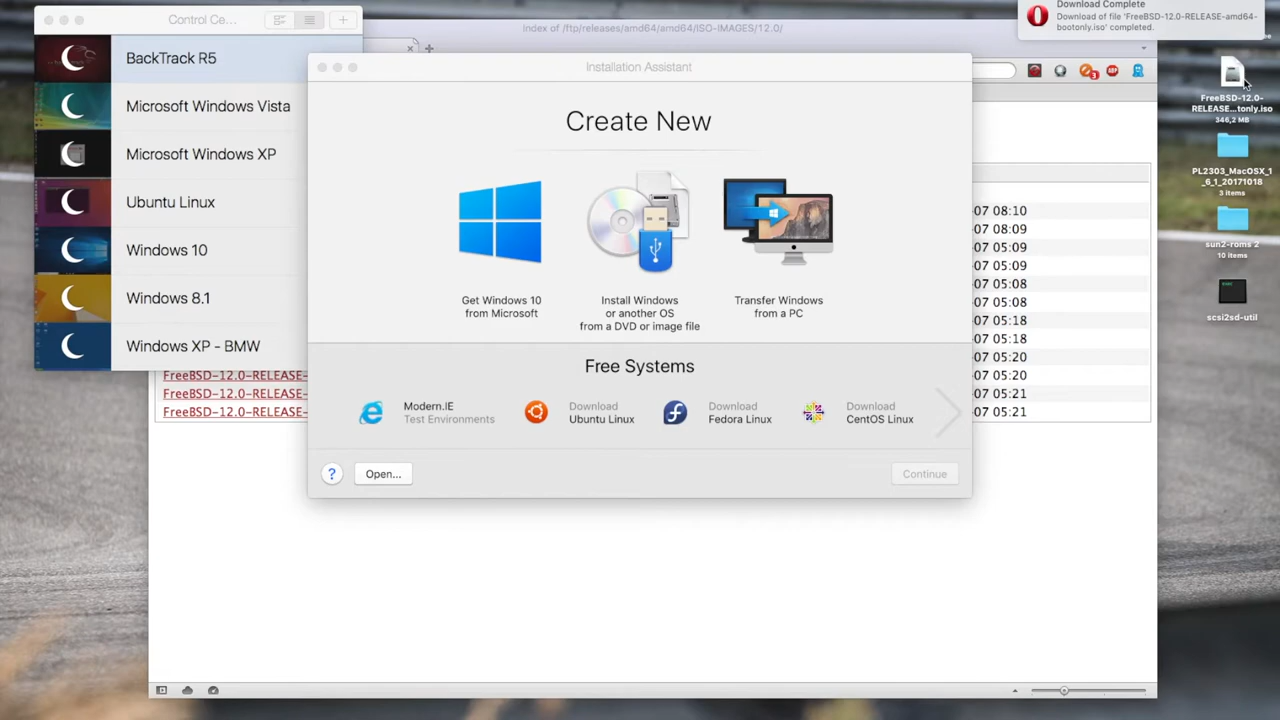 Control Ce...
BackTrack R5
Microsoft Windows Vista
Microsoft Windows XP
Ubuntu Linux
Windows 10
Windows 8.1
Windows XP - BMW
Index of /ftp/releases/amd64/amd64/ISO-IMAGES/12.0/
Installation Assistant
Create New
Get Windows 10
from Microsoft
Install Windows
or another OS
from a DVD or image file
Transfer Windows
from a PC
Free Systems
Modern.IE
Test Environments
Download
Ubuntu Linux
Download
Fedora Linux
Download
CentOS Linux
?
Open...
Continue
FreeBSD-12.0-RELEASE-
FreeBSD-12.0-RELEASE-
FreeBSD-12.0-RELEASE-
07 08:10
07 08:09
07 05:09
07 05:09
07 05:08
07 05:08
07 05:18
07 05:18
07 05:20
07 05:20
07 05:21
07 05:21
3
ABP
Download Complete
Download of file 'FreeBSD-12.0-RELEASE-amd64-
bootonly.iso' completed.
FreeBSD-12.0-
RELEASE...tonly.iso
346,2 MB
PL2303_MacOSX_1
_6_1_20171018
3 items
sun2-roms 2
10 items
scsi2sd-util